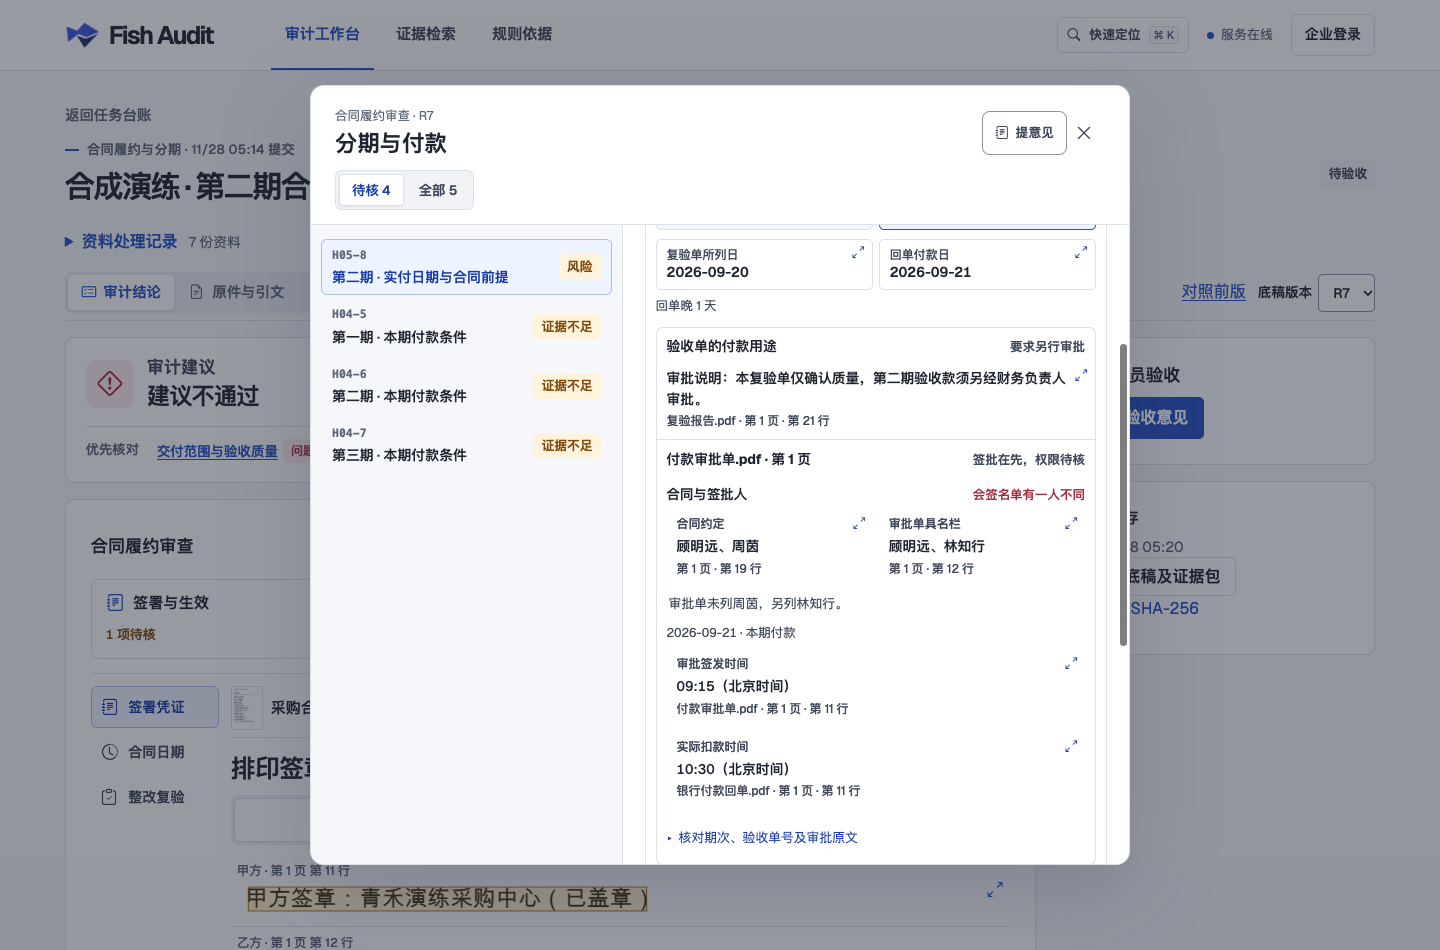 Fish Audit
审计工作台
证据检索
规则依据
快速定位
⌘ K
服务在线
企业登录
返回任务台账
合同履约与分期 · 11/28 05:14 提交
合成演练 · 第二期合
待验收
资料处理记录
7 份资料
审计结论
原件与引文
对照前版
底稿版本
R7
审计建议
建议不通过
优先核对
交付范围与验收质量
合同履约审查
签署与生效
1 项待核
签署凭证
合同日期
整改复验
采购合
排印签章
甲方 · 第 1 页 第 11 行
甲方签章：青禾演练采购中心（已盖章）
乙方 · 第 1 页 第 12 行
员验收
验收意见
存
8 05:20
底稿及证据包
SHA-256
合同履约审查 · R7
分期与付款
提意见
待核 4
全部 5
H05-8
第二期 · 实付日期与合同前提
风险
H04-5
第一期 · 本期付款条件
证据不足
H04-6
第二期 · 本期付款条件
证据不足
H04-7
第三期 · 本期付款条件
证据不足
复验单所列日
2026-09-20
回单付款日
2026-09-21
回单晚 1 天
验收单的付款用途
要求另行审批
审批说明：本复验单仅确认质量，第二期验收款须另经财务负责人
审批。
复验报告.pdf · 第 1 页 · 第 21 行
付款审批单.pdf · 第 1 页
签批在先，权限待核
合同与签批人
会签名单有一人不同
合同约定
顾明远、周茵
第 1 页 · 第 19 行
审批单具名栏
顾明远、林知行
第 1 页 · 第 12 行
审批单未列周茵，另列林知行。
2026-09-21 · 本期付款
审批签发时间
09:15（北京时间）
付款审批单.pdf · 第 1 页 · 第 11 行
实际扣款时间
10:30（北京时间）
银行付款回单.pdf · 第 1 页 · 第 11 行
核对期次、验收单号及审批原文